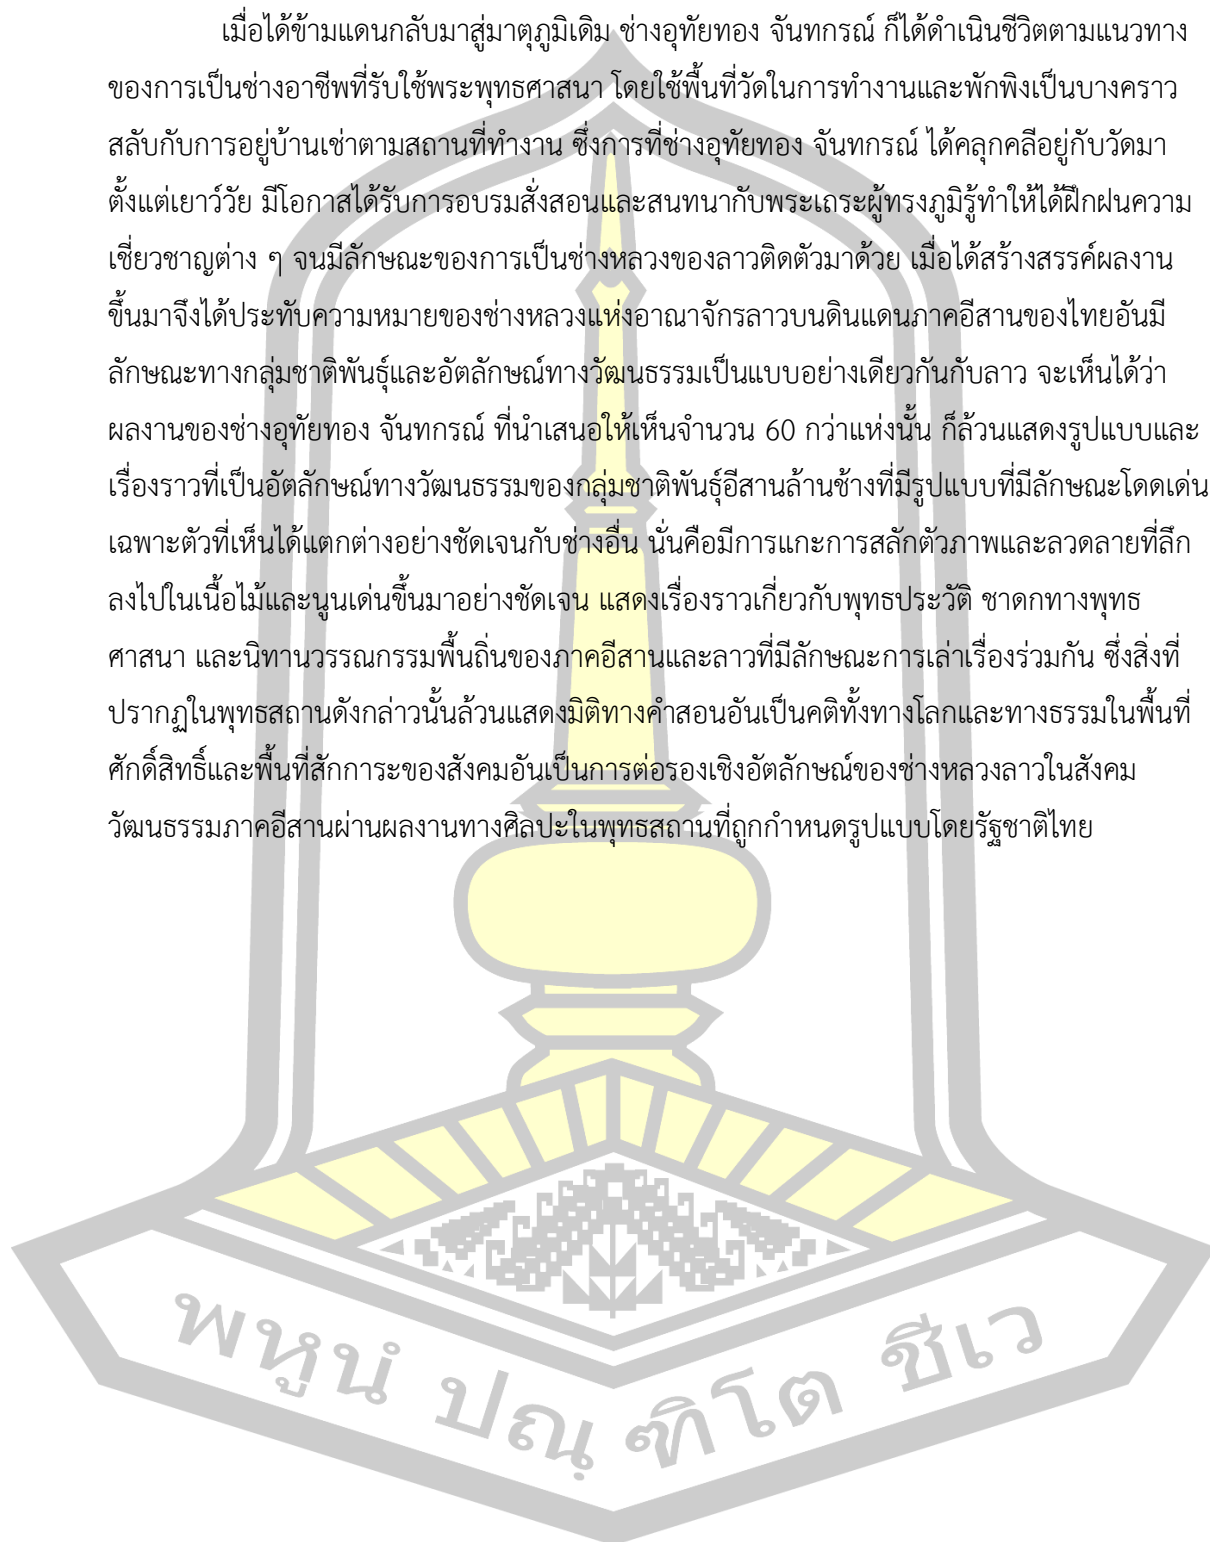 เมื่อได้ข้ามแดนกลับมาสู่มาตุภูมิเดิม ช่างอุทัยทอง จันทกรณ์ ก็ได้ดำเนินชีวิตตามแนวทาง
ของการเป็นช่างอาชีพที่รับใช้พระพุทธศาสนา โดยใช้พื้นที่วัดในการทำงานและพักพิงเป็นบางคราว
สลับกับการอยู่บ้านเช่าตามสถานที่ทำงาน ซึ่งการที่ช่างอุทัยทอง จันทกรณ์ ได้คลุกคลีอยู่กับวัดมา
ตั้งแต่เยาว์วัย มีโอกาสได้รับการอบรมสั่งสอนและสนทนากับพระเถระผู้ทรงภูมิรู้ทำให้ได้ฝึกฝนความ
เชี่ยวชาญต่าง ๆ จนมีลักษณะของการเป็นช่างหลวงของลาวติดตัวมาด้วย เมื่อได้สร้างสรรค์ผลงาน
ขึ้นมาจึงได้ประทับความหมายของช่างหลวงแห่งอาณาจักรลาวบนดินแดนภาคอีสานของไทยอันมี
ลักษณะทางกลุ่มชาติพันธุ์และอัตลักษณ์ทางวัฒนธรรมเป็นแบบอย่างเดียวกันกับลาว จะเห็นได้ว่า
ผลงานของช่างอุทัยทอง จันทกรณ์ ที่นำเสนอให้เห็นจำนวน 60 กว่าแห่งนั้น ก็ล้วนแสดงรูปแบบและ
เรื่องราวที่เป็นอัตลักษณ์ทางวัฒนธรรมของกลุ่มชาติพันธุ์อีสานล้านช้างที่มีรูปแบบที่มีลักษณะโดดเด่น
เฉพาะตัวที่เห็นได้แตกต่างอย่างชัดเจนกับช่างอื่น นั่นคือมีการแกะการสลักตัวภาพและลวดลายที่ลึก
ลงไปในเนื้อไม้และนูนเด่นขึ้นมาอย่างชัดเจน แสดงเรื่องราวเกี่ยวกับพุทธประวัติ ชาดกทางพุทธ
ศาสนา และนิทานวรรณกรรมพื้นถิ่นของภาคอีสานและลาวที่มีลักษณะการเล่าเรื่องร่วมกัน ซึ่งสิ่งที่
ปรากฏในพุทธสถานดังกล่าวนั้นล้วนแสดงมิติทางคำสอนอันเป็นคติทั้งทางโลกและทางธรรมในพื้นที่
ศักดิ์สิทธิ์และพื้นที่สักการะของสังคมอันเป็นการต่อรองเชิงอัตลักษณ์ของช่างหลวงลาวในสังคม
วัฒนธรรมภาคอีสานผ่านผลงานทางศิลปะในพุทธสถานที่ถูกกำหนดรูปแบบโดยรัฐชาติไทย
พหูนํ ปณฺฑิโต ชีเว